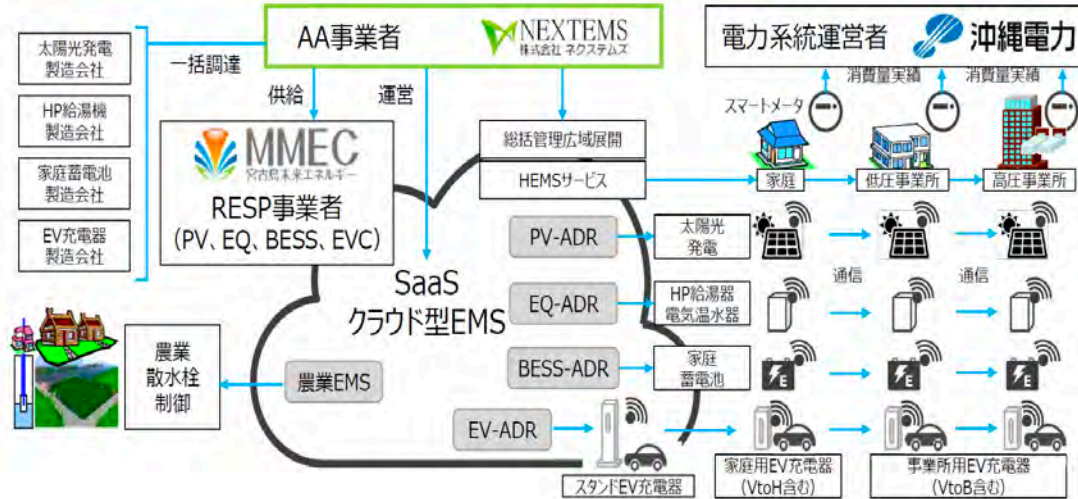 AA事業者
NEXTEMS
株式会社 ネクステムズ
電力系統運営者
沖縄電力
太陽光発電
製造会社
HP給湯機
製造会社
家庭蓄電池
製造会社
EV充電器
製造会社
一括調達
供給
運営
消費量実績
消費量実績
スマートメータ
MMEC
宮古島未来エネルギー
RESP事業者
(PV、EQ、BESS、EVC)
総括管理広域展開
HEMSサービス
家庭
低圧事業所
高圧事業所
SaaS
クラウド型EMS
PV-ADR
太陽光
発電
通信
通信
EQ-ADR
HP給湯器
電気温水器
BESS-ADR
家庭
蓄電池
E
E
E
農業
散水栓
制御
農業EMS
EV-ADR
スタンドEV充電器
家庭用EV充電器
(VtoH含む)
事業所用EV充電器
(VtoB含む)